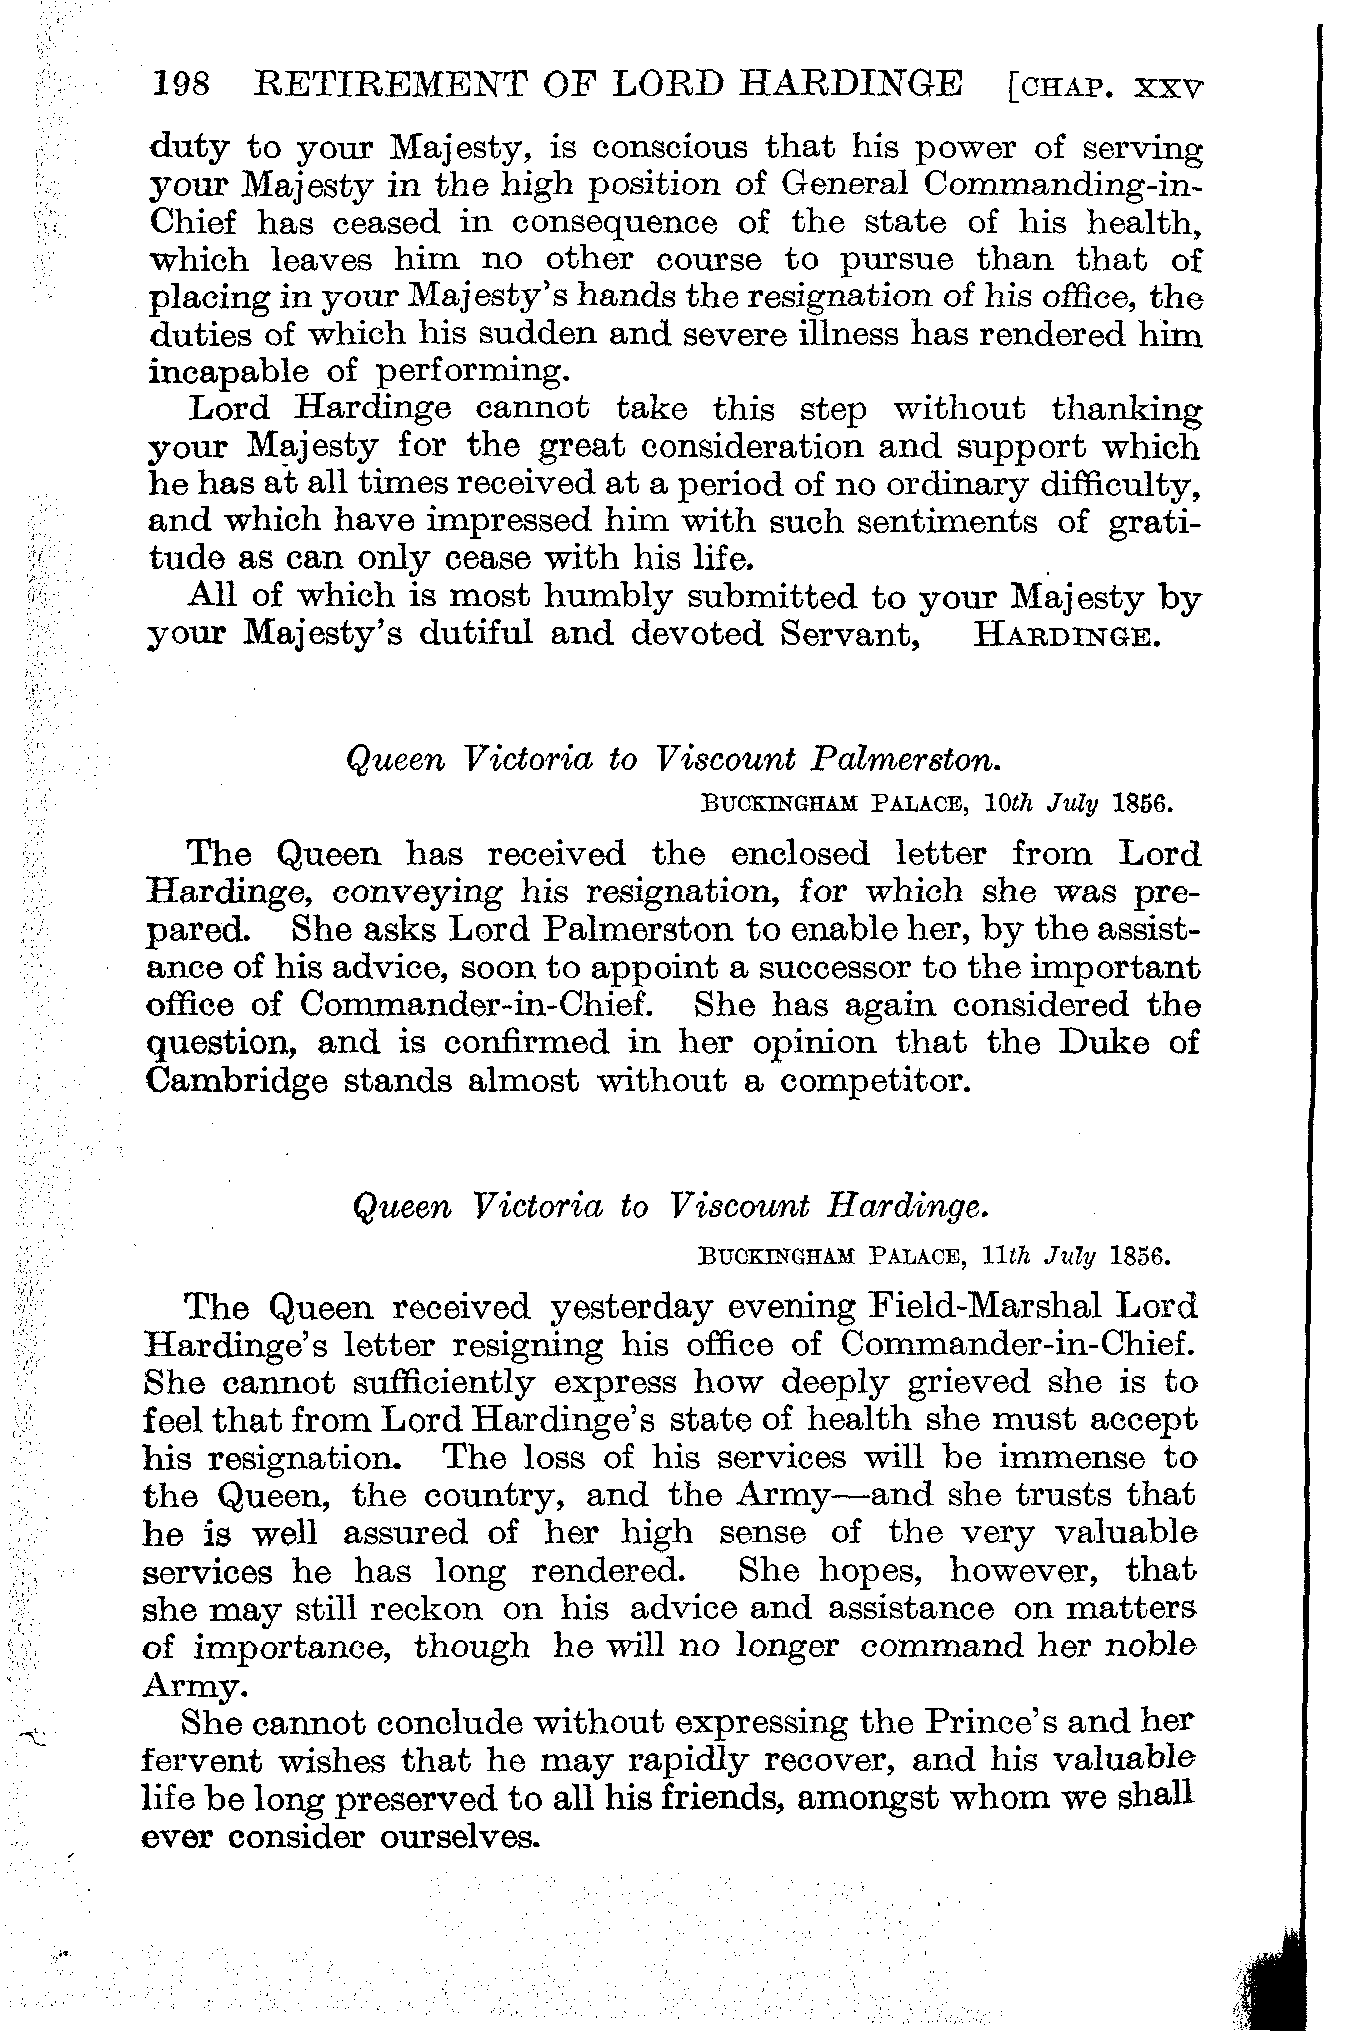 198 RETIREMENT OF LORD HARDINGE [CHAP. XXV
duty to your Majesty, is conscious that his power of serving
your Majesty in the high position of General Commanding-in-
Chief has ceased in consequence of the state of his health,
which leaves him no other course to pursue than that of
placing in your Majesty's hands the resignation of his office, the
duties of which his sudden and severe illness has rendered him
incapable of performing.
Lord Hardinge cannot take this step without thanking
your Majesty for the great consideration and support which
he has at all times received at a period of no ordinary difficulty,
and which have impressed him with such sentiments of grati-
tude as can only cease with his life.
All of which is most humbly submitted to your Majesty by
your Majesty's dutiful and devoted Servant, HARDINGE.
Queen Victoria to Viscount Palmerston.
BUCKINGHAM PALACE, 10th July 1856.
The Queen has received the enclosed letter from Lord
Hardinge, conveying his resignation, for which she was pre-
pared. She asks Lord Palmerston to enable her, by the assist-
ance of his advice, soon to appoint a successor to the important
office of Commander-in-Chief. She has again considered the
question, and is confirmed in her opinion that the Duke of
Cambridge stands almost without a competitor.
Queen Victoria to Viscount Hardinge.
BUCKINGHAM PALACE, 11th July 1856.
The Queen received yesterday evening Field-Marshal Lord
Hardinge's letter resigning his office of Commander-in-Chief.
She cannot sufficiently express how deeply grieved she is to
feel that from Lord Hardinge's state of health she must accept
his resignation. The loss of his services will be immense to
the Queen, the country, and the Army—and she trusts that
he is well assured of her high sense of the very valuable
services he has long rendered. She hopes, however, that
she may still reckon on his advice and assistance on matters
of importance, though he will no longer command her noble
Army.
She cannot conclude without expressing the Prince's and her
fervent wishes that he may rapidly recover, and his valuable
life be long preserved to all his friends, amongst whom we shall
ever consider ourselves.